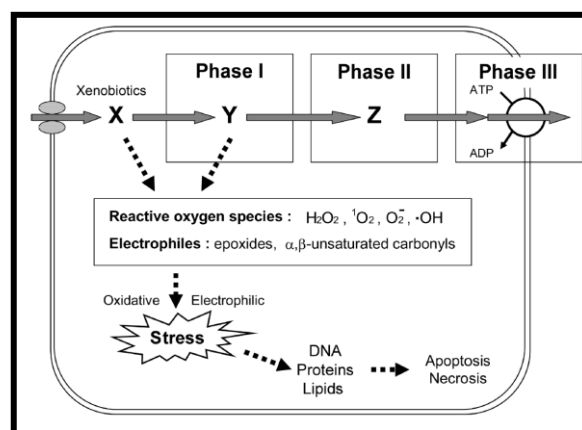 Phase I
Phase II
Phase III
Xenobiotics
ATP
X
Y
Z
ADP
Reactive oxygen species : H₂O₂ , ¹O₂ , O₂⁻ , ·OH
Electrophiles : epoxides, α,β-unsaturated carbonyls
Oxidative
Electrophilic
Stress
DNA
Proteins
Lipids
Apoptosis
Necrosis